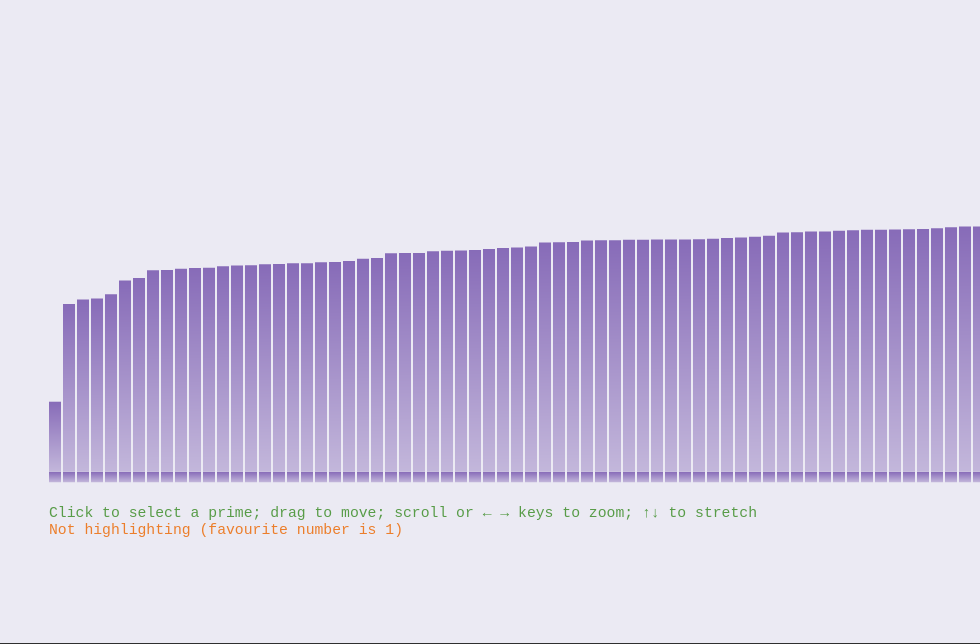 Click to select a prime; drag to move; scroll or ← → keys to zoom; ↑↓ to stretch
Not highlighting (favourite number is 1)